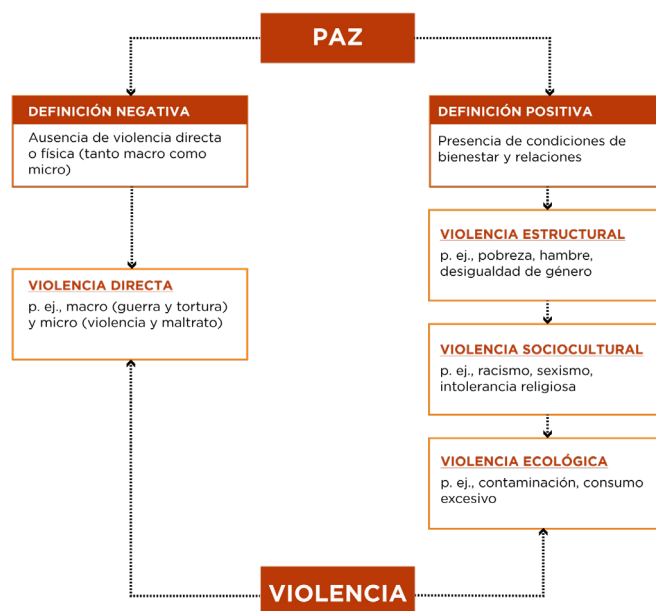 PAZ
DEFINICIÓN NEGATIVA
Ausencia de violencia directa
o física (tanto macro como
micro)
VIOLENCIA DIRECTA
p. ej., macro (guerra y tortura)
y micro (violencia y maltrato)
DEFINICIÓN POSITIVA
Presencia de condiciones de
bienestar y relaciones
VIOLENCIA ESTRUCTURAL
p. ej., pobreza, hambre,
desigualdad de género
VIOLENCIA SOCIOCULTURAL
p. ej., racismo, sexismo,
intolerancia religiosa
VIOLENCIA ECOLÓGICA
p. ej., contaminación, consumo
excesivo
VIOLENCIA